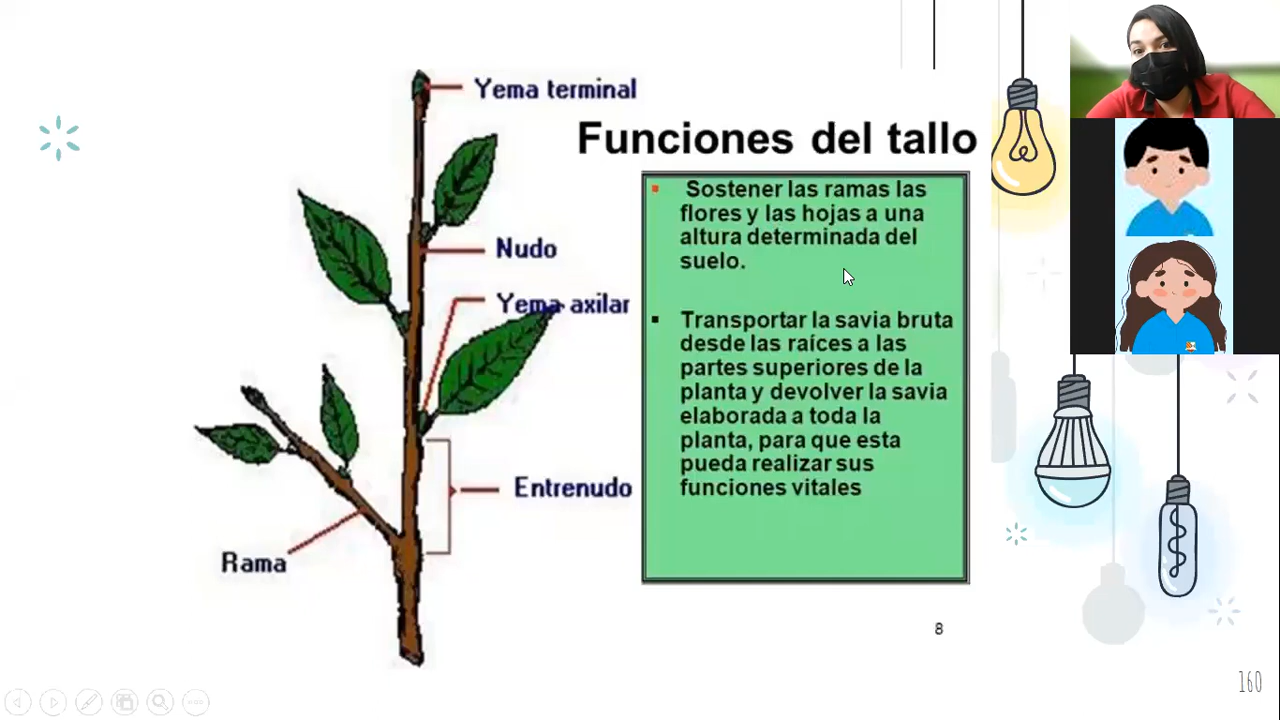 Yema terminal
Funciones del tallo
Sostener las ramas las
flores y las hojas a una
altura determinada del
suelo.
Transportar la savia bruta
desde las raíces a las
partes superiores de la
planta y devolver la savia
elaborada a toda la
planta, para que esta
pueda realizar sus
funciones vitales
Nudo
Yema axilar
Entrenudo
Rama
8
160